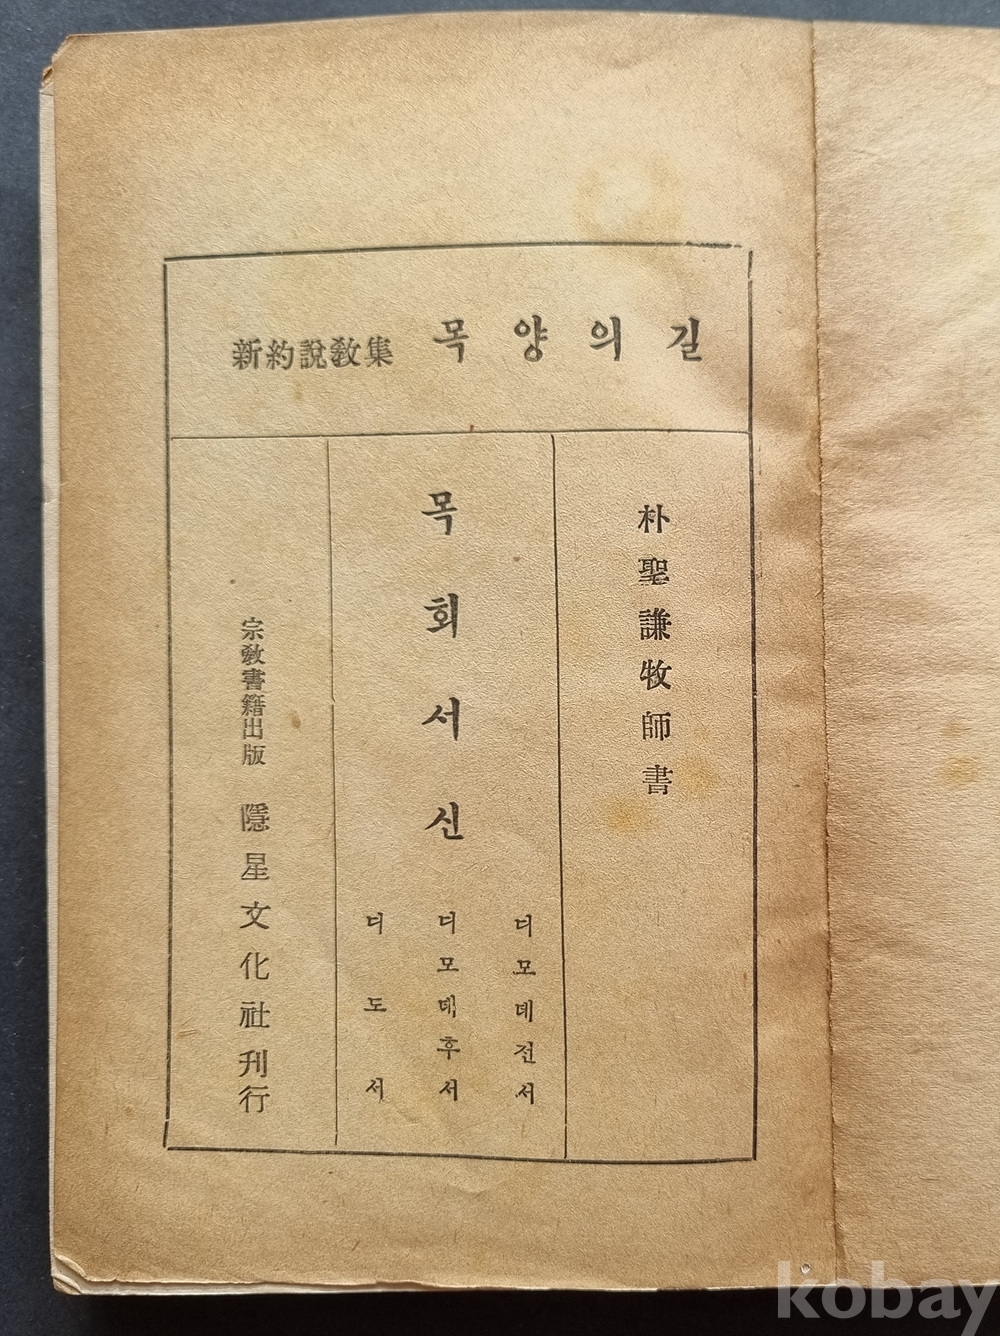 新約說敎集 목양의길
朴聖謙牧師書
목회서신
디모데전서
디모데후서
디도서
宗敎書籍出版 隱星文化社刊行
kobay